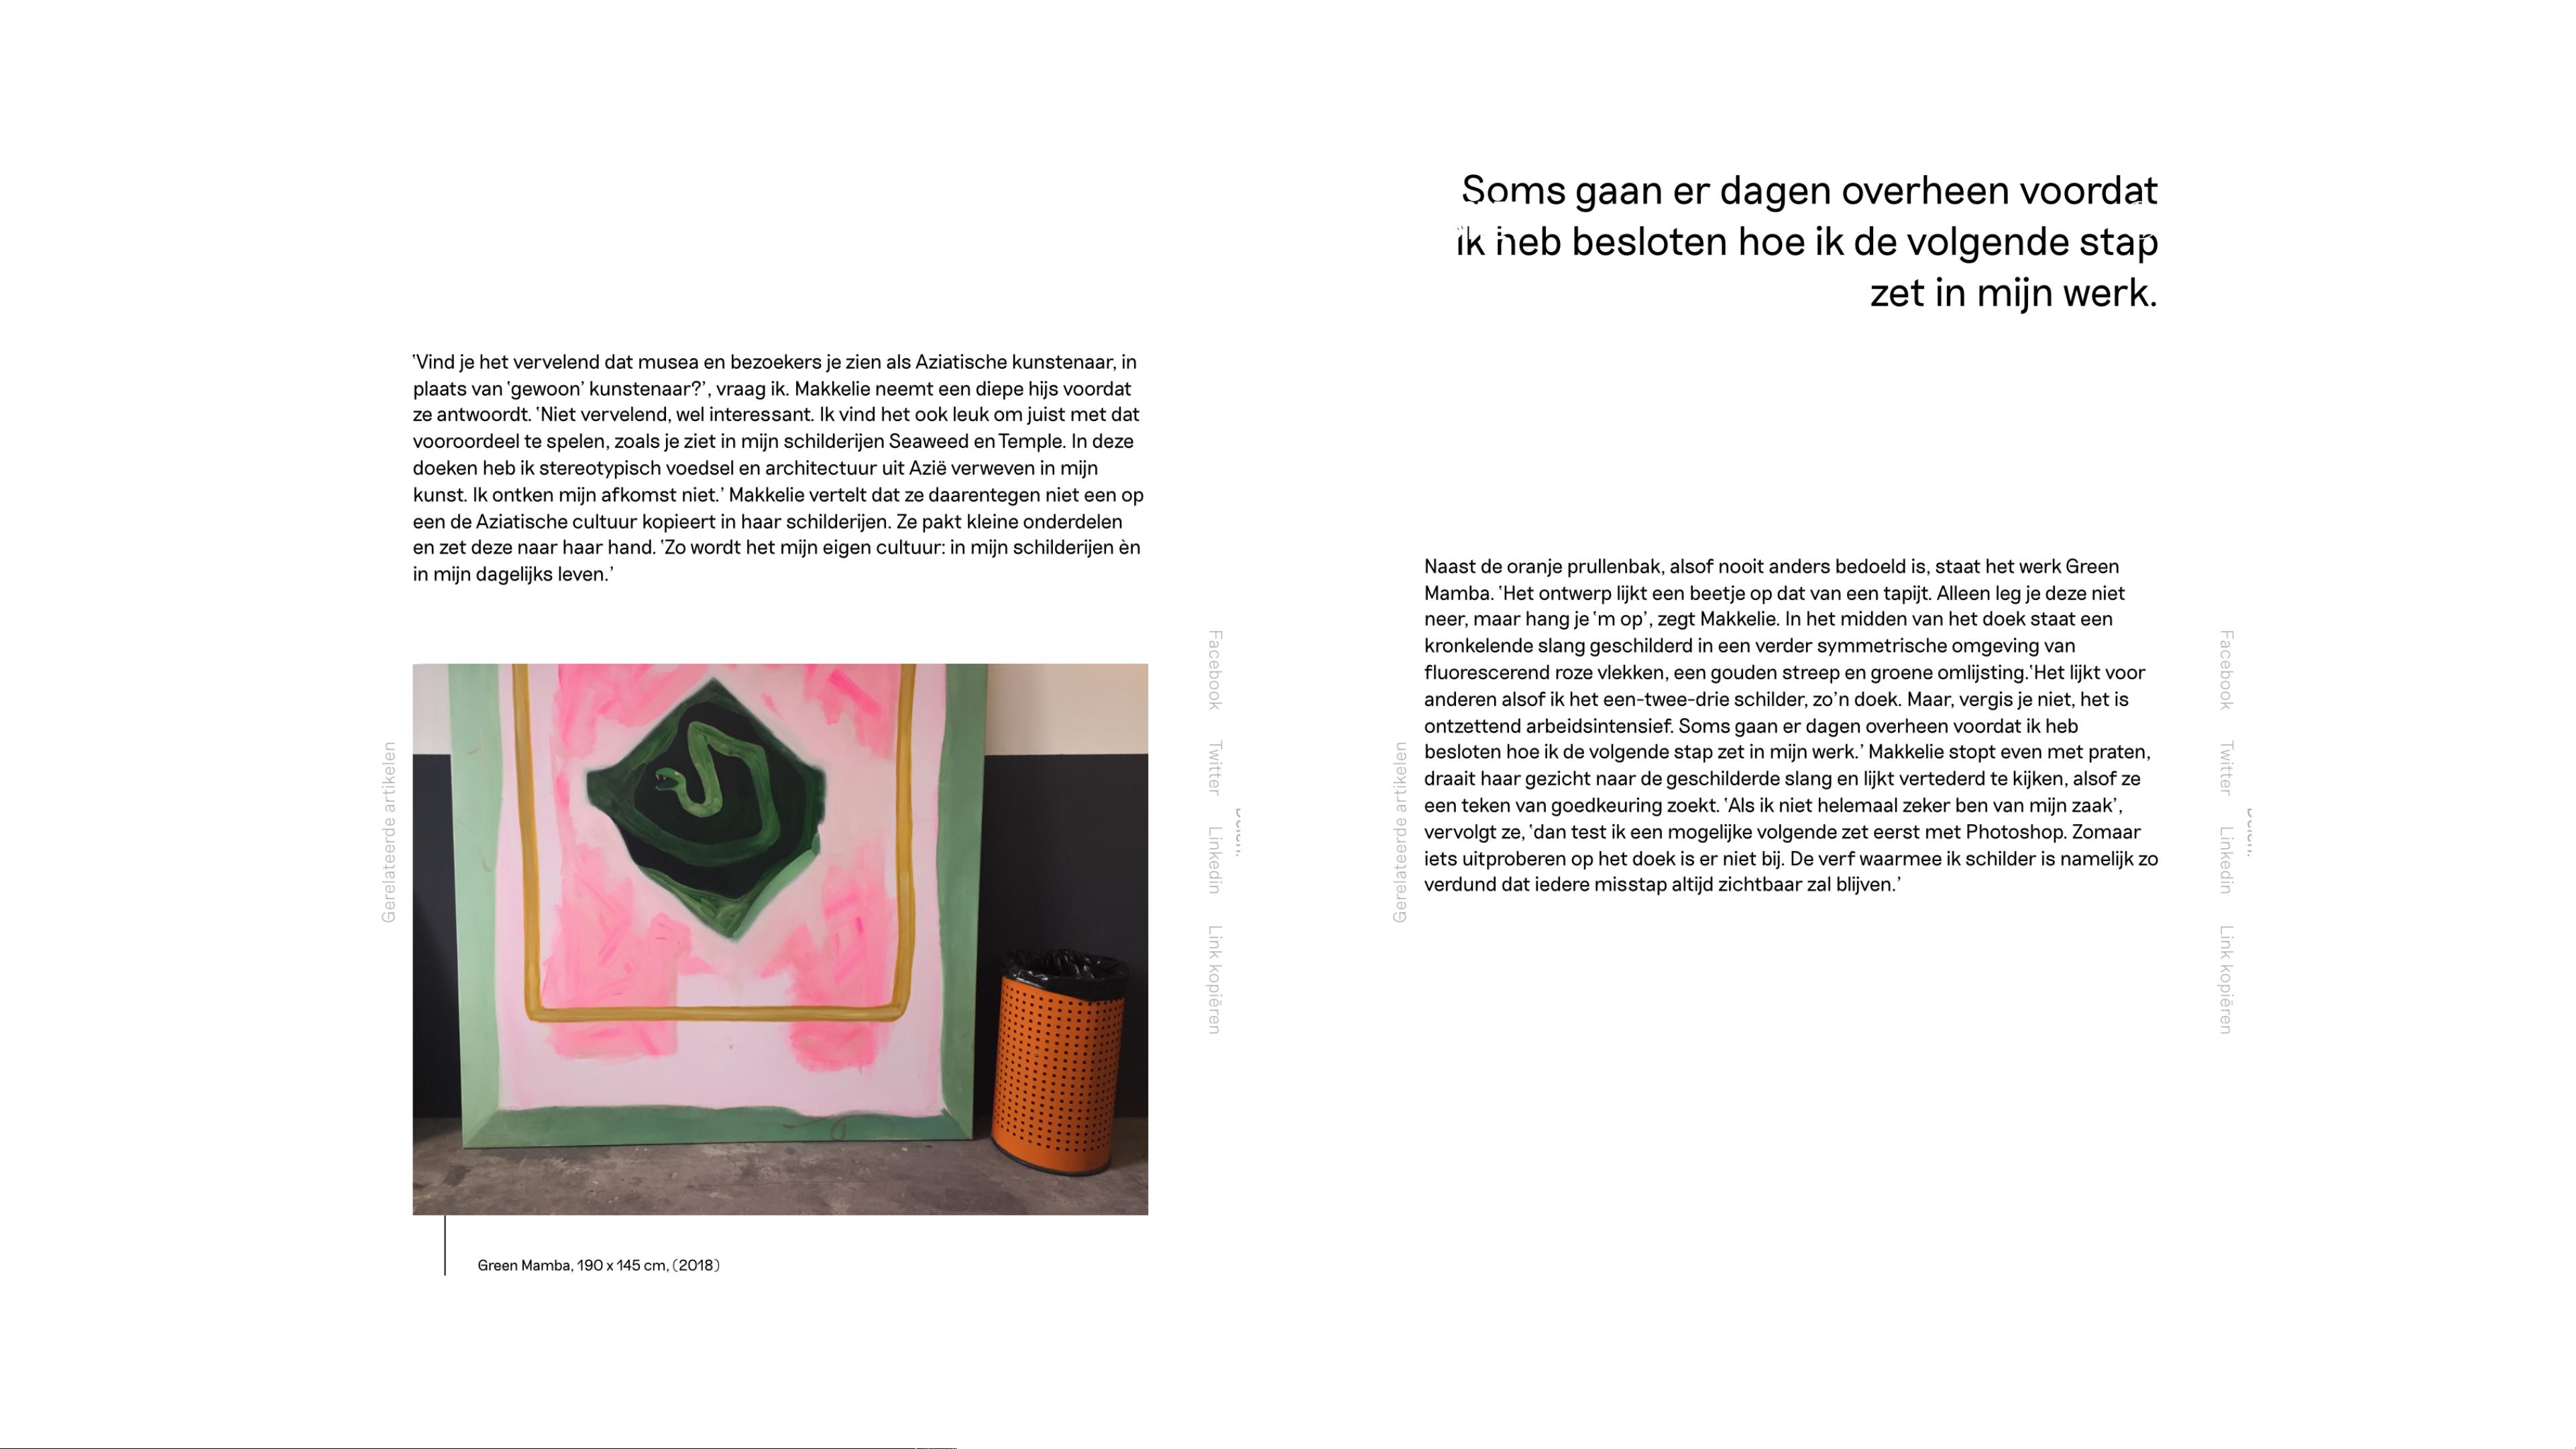 ‘Vind je het vervelend dat musea en bezoekers je zien als Aziatische kunstenaar, in
plaats van ‘gewoon’ kunstenaar?’, vraag ik. Makkelie neemt een diepe hijs voordat
ze antwoordt. ‘Niet vervelend, wel interessant. Ik vind het ook leuk om juist met dat
vooroordeel te spelen, zoals je ziet in mijn schilderijen Seaweed en Temple. In deze
doeken heb ik stereotypisch voedsel en architectuur uit Azië verweven in mijn
kunst. Ik ontken mijn afkomst niet.’ Makkelie vertelt dat ze daarentegen niet een op
een de Aziatische cultuur kopieert in haar schilderijen. Ze pakt kleine onderdelen
en zet deze naar haar hand. ‘Zo wordt het mijn eigen cultuur: in mijn schilderijen èn
in mijn dagelijks leven.’
Gerelateerde artikelen
Facebook
Twitter
Linkedin
Link kopiëren
Green Mamba, 190 x 145 cm, (2018)
Soms gaan er dagen overheen voordat
ik heb besloten hoe ik de volgende stap
zet in mijn werk.
Naast de oranje prullenbak, alsof nooit anders bedoeld is, staat het werk Green
Mamba. ‘Het ontwerp lijkt een beetje op dat van een tapijt. Alleen leg je deze niet
neer, maar hang je ‘m op’, zegt Makkelie. In het midden van het doek staat een
kronkelende slang geschilderd in een verder symmetrische omgeving van
fluorescerend roze vlekken, een gouden streep en groene omlijsting.‘Het lijkt voor
anderen alsof ik het een-twee-drie schilder, zo’n doek. Maar, vergis je niet, het is
ontzettend arbeidsintensief. Soms gaan er dagen overheen voordat ik heb
besloten hoe ik de volgende stap zet in mijn werk.’ Makkelie stopt even met praten,
draait haar gezicht naar de geschilderde slang en lijkt vertederd te kijken, alsof ze
een teken van goedkeuring zoekt. ‘Als ik niet helemaal zeker ben van mijn zaak’,
vervolgt ze, ‘dan test ik een mogelijke volgende zet eerst met Photoshop. Zomaar
iets uitproberen op het doek is er niet bij. De verf waarmee ik schilder is namelijk zo
verdund dat iedere misstap altijd zichtbaar zal blijven.’
Gerelateerde artikelen
Facebook
Twitter
Linkedin
Link kopiëren